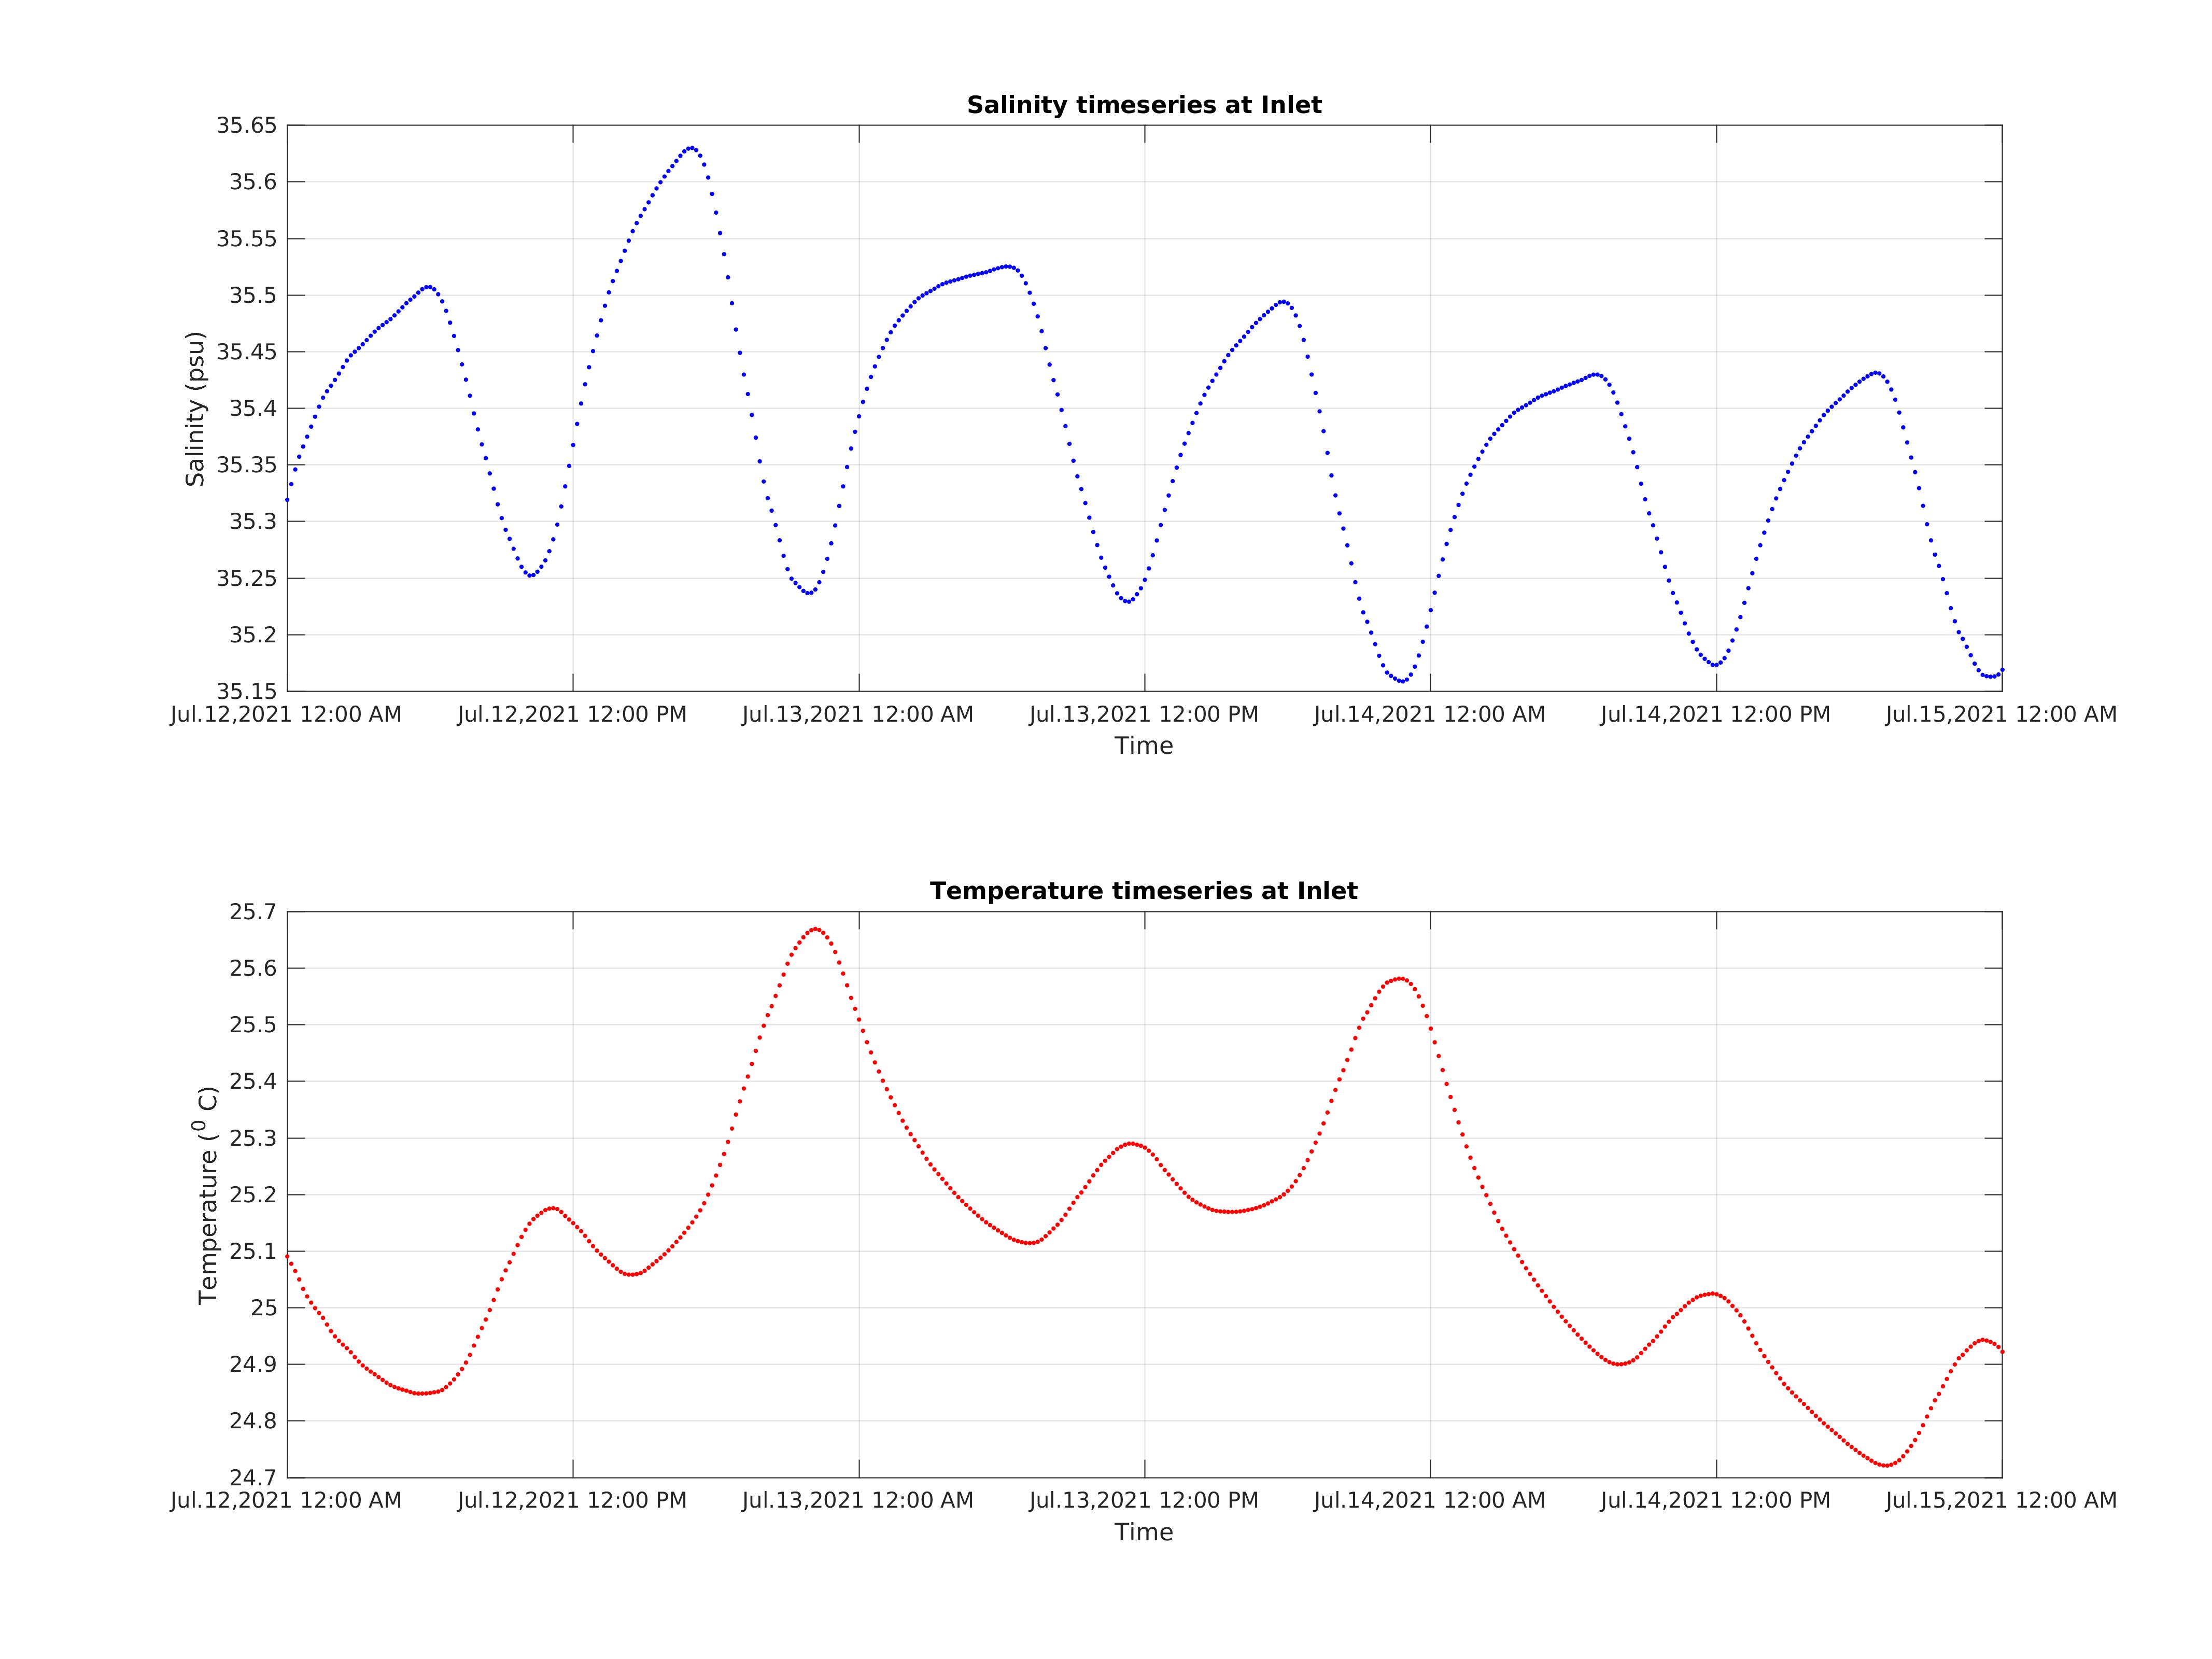 Salinity timeseries at Inlet
35.65
35.6
35.55
35.5
35.45
35.4
35.35
35.3
35.25
35.2
35.15
Salinity (psu)
Jul.12,2021 12:00 AM Jul.12,2021 12:00 PM Jul.13,2021 12:00 AM Jul.13,2021 12:00 PM Jul.14,2021 12:00 AM Jul.14,2021 12:00 PM Jul.15,2021 12:00 AM
Time
Temperature timeseries at Inlet
25.7
25.6
25.5
25.4
25.3
25.2
25.1
25
24.9
24.8
24.7
Temperature (⁰ C)
Jul.12,2021 12:00 AM Jul.12,2021 12:00 PM Jul.13,2021 12:00 AM Jul.13,2021 12:00 PM Jul.14,2021 12:00 AM Jul.14,2021 12:00 PM Jul.15,2021 12:00 AM
Time